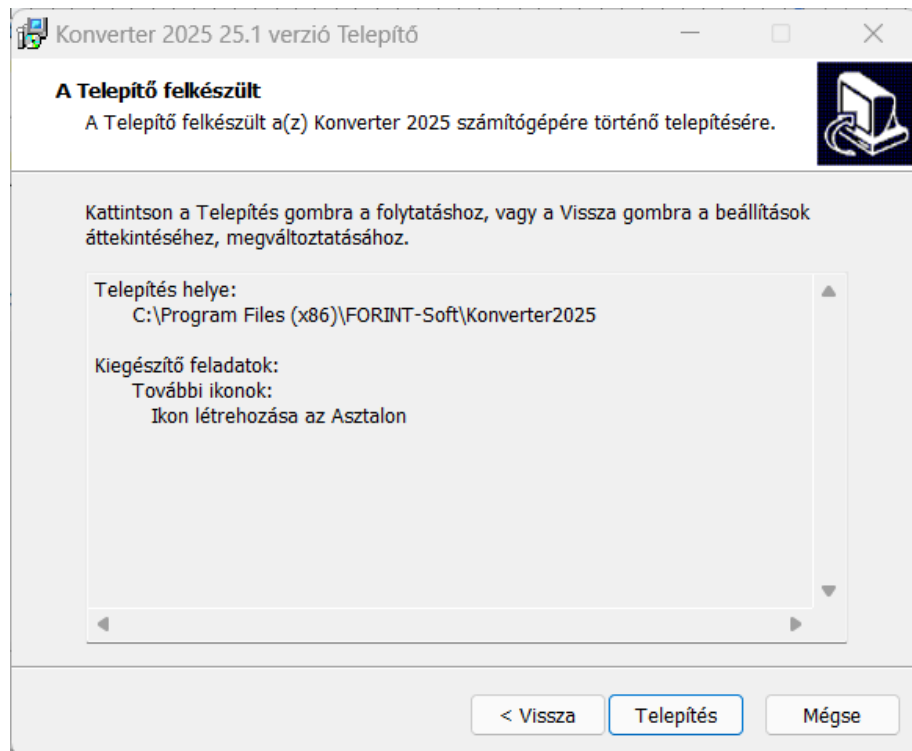 Konverter 2025 25.1 verzió Telepítő
A Telepítő felkészült
A Telepítő felkészült a(z) Konverter 2025 számítógépére történő telepítésére.
Kattintson a Telepítés gombra a folytatáshoz, vagy a Vissza gombra a beállítások
áttekintéséhez, megváltoztatásához.
Telepítés helye:
C:\Program Files (x86)\FORINT-Soft\Konverter2025
Kiegészítő feladatok:
További ikonok:
Ikon létrehozása az Asztalon
< Vissza
Telepítés
Mégse